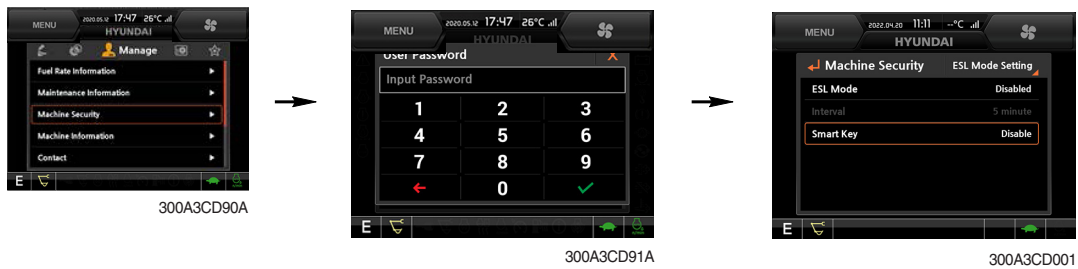 MENU
2020.05.12 17:47 26°C .ıll
HYUNDAI
Manage
Fuel Rate Information
Maintenance Information
Machine Security
Machine Information
Contact
E
300A3CD90A
MENU
2020.05.12 17:47 26°C .ıll
HYUNDAI
User Password X
Input Password
1 2 3
4 5 6
7 8 9
0
E
300A3CD91A
MENU
2022.04.20 11:11 --°C .ıll
HYUNDAI
Machine Security ESL Mode Setting
ESL Mode Disabled
Interval 5 minute
Smart Key Disable
E
300A3CD001